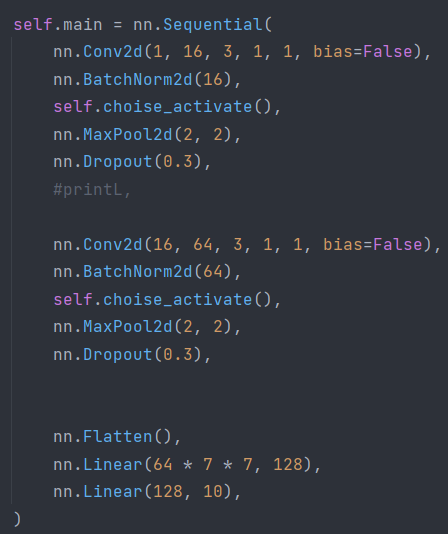 self.main = nn.Sequential(
    nn.Conv2d(1, 16, 3, 1, 1, bias=False),
    nn.BatchNorm2d(16),
    self.choise_activate(),
    nn.MaxPool2d(2, 2),
    nn.Dropout(0.3),
    #printL,

    nn.Conv2d(16, 64, 3, 1, 1, bias=False),
    nn.BatchNorm2d(64),
    self.choise_activate(),
    nn.MaxPool2d(2, 2),
    nn.Dropout(0.3),


    nn.Flatten(),
    nn.Linear(64 * 7 * 7, 128),
    nn.Linear(128, 10),
)